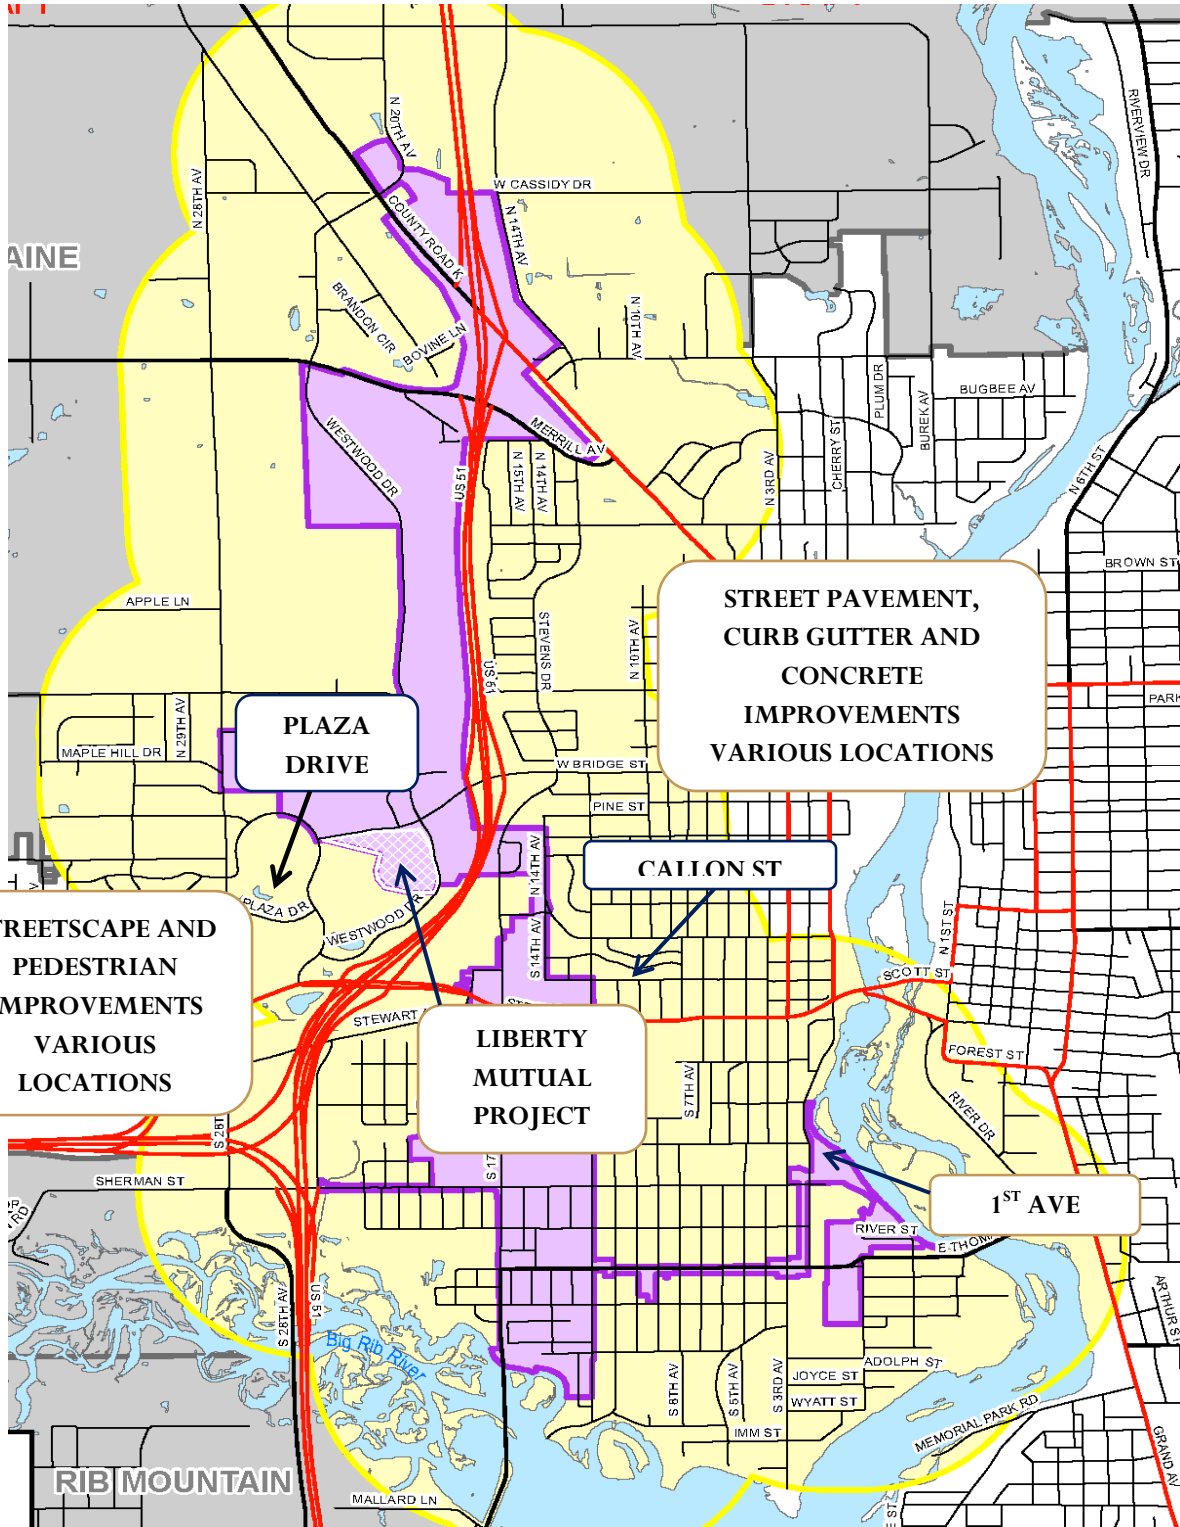 N 20TH AV
RIVERVIEW DR
N 28TH AV
W CASSIDY DR
COUNTY ROAD K
N 14TH AV
AINE
BRANDON CIR
BOVINE LN
N 10TH AV
PLUM DR
BUREK AV
BUGBEE AV
WESTWOOD DR
MERRILL AV
CHERRY ST
N 3RD AV
N 6TH ST
US 51
N 15TH AV
N 14TH AV
BROWN ST
STREET PAVEMENT,
CURB GUTTER AND
CONCRETE
IMPROVEMENTS
VARIOUS LOCATIONS
APPLE LN
STEVENS DR
N 10TH AV
US 51
PARK
N 29TH AV
MAPLE HILL DR
PLAZA
DRIVE
W BRIDGE ST
PINE ST
CALLON ST
N 14TH AV
PLAZA DR
WESTWOOD DR
S 14TH AV
N 1ST ST
SCOTT ST
TREETSCAPE AND
PEDESTRIAN
MPROVEMENTS
VARIOUS
LOCATIONS
STEWART
LIBERTY
MUTUAL
PROJECT
FOREST ST
RIVER DR
S 7TH AV
S 28T
S 17
SHERMAN ST
RD
1ST AVE
RIVER ST
E THOM
ARTHUR ST
S 28TH AV
US 51
Big Rib River
S 8TH AV
S 5TH AV
S 3RD AV
ADOLPH ST
JOYCE ST
WYATT ST
IMM ST
MEMORIAL PARK RD
GRAND AV
RIB MOUNTAIN
MALLARD LN
E ST